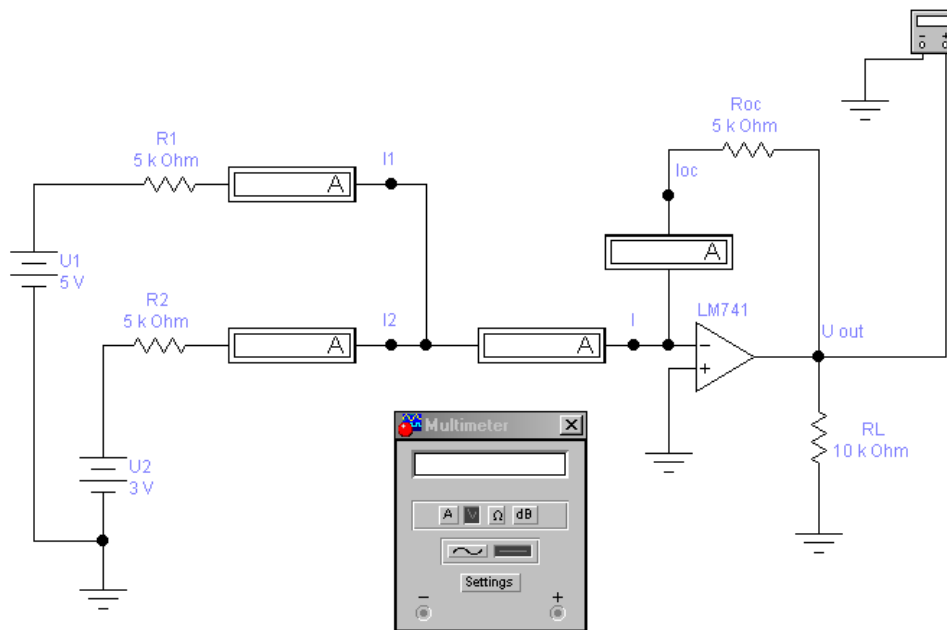 − +
Roc
5 k Ohm
R1
5 k Ohm
I1
A
Ioc
U1
5 V
A
R2
5 k Ohm
I2
A
A
I
LM741
−
+
U out
Multimeter
RL
10 k Ohm
U2
3 V
A V Ω dB
Settings
− +